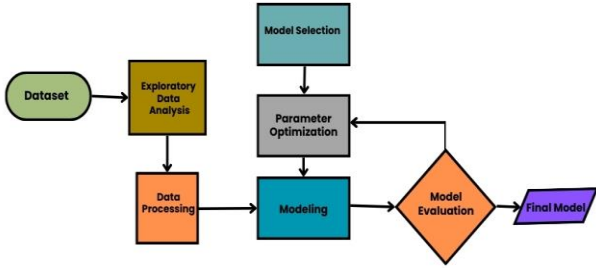 Dataset
Exploratory
Data
Analysis
Data
Processing
Model Selection
Parameter
Optimization
Modeling
Model
Evaluation
Final Model